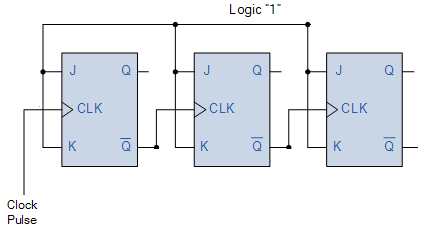 Logic "1"
J Q J Q J Q
CLK CLK CLK
K Q̅ K Q̅ K Q̅
Clock
Pulse